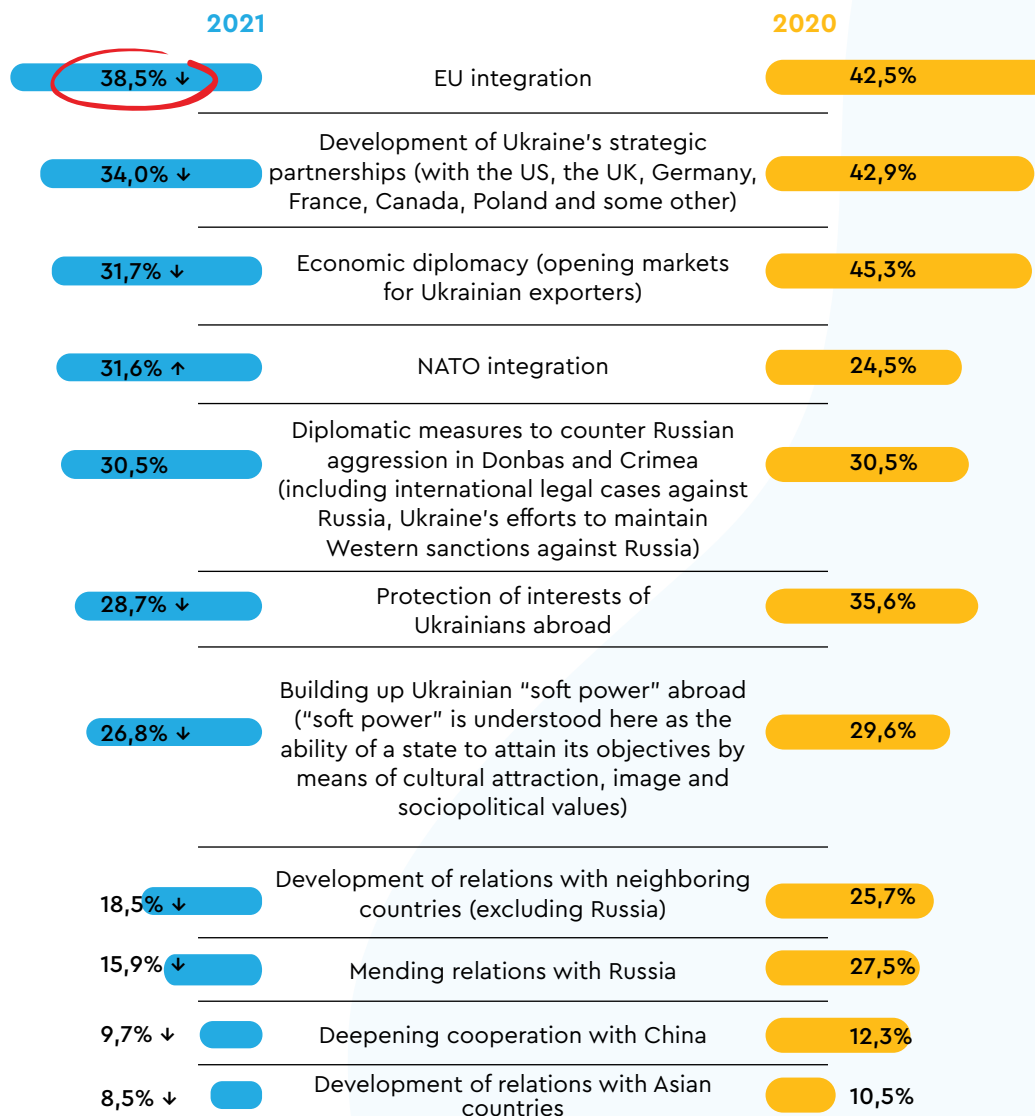 2021 2020
38,5% ↓ EU integration 42,5%
Development of Ukraine's strategic
34,0% ↓ partnerships (with the US, the UK, Germany, 42,9%
France, Canada, Poland and some other)
31,7% ↓ Economic diplomacy (opening markets 45,3%
for Ukrainian exporters)
31,6% ↑ NATO integration 24,5%
Diplomatic measures to counter Russian
30,5% aggression in Donbas and Crimea 30,5%
(including international legal cases against
Russia, Ukraine's efforts to maintain
Western sanctions against Russia)
28,7% ↓ Protection of interests of 35,6%
Ukrainians abroad
Building up Ukrainian “soft power” abroad
26,8% ↓ (“soft power” is understood here as the 29,6%
ability of a state to attain its objectives by
means of cultural attraction, image and
sociopolitical values)
Development of relations with neighboring
18,5% ↓ countries (excluding Russia) 25,7%
15,9% ↓ Mending relations with Russia 27,5%
9,7% ↓ Deepening cooperation with China 12,3%
8,5% ↓ Development of relations with Asian 10,5%
countries